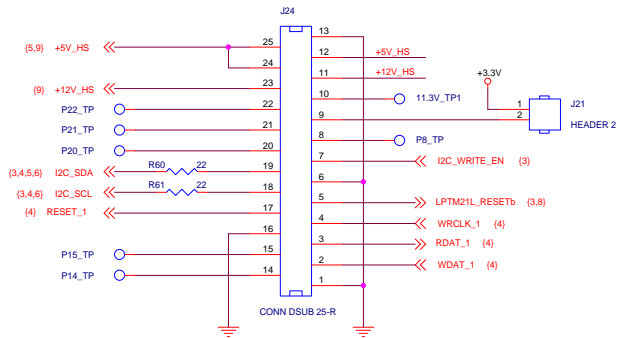 J24
{5,9} +5V_HS 25 13
24 12 +5V_HS
{9} +12V_HS 23 11 +12V_HS +3.3V
P22_TP 22 10 11.3V_TP1 1 J21
P21_TP 21 9 2 HEADER 2
P20_TP 20 8 P8_TP
{3,4,5,6} I2C_SDA R60 22 19 7 I2C_WRITE_EN {3}
{3,4,6} I2C_SCL R61 22 18 6
{4} RESET_1 17 5 LPTM21L_RESETb {3,8}
16 4 WRCLK_1 {4}
P15_TP 15 3 RDAT_1 {4}
P14_TP 14 2 WDAT_1 {4}
1
CONN DSUB 25-R